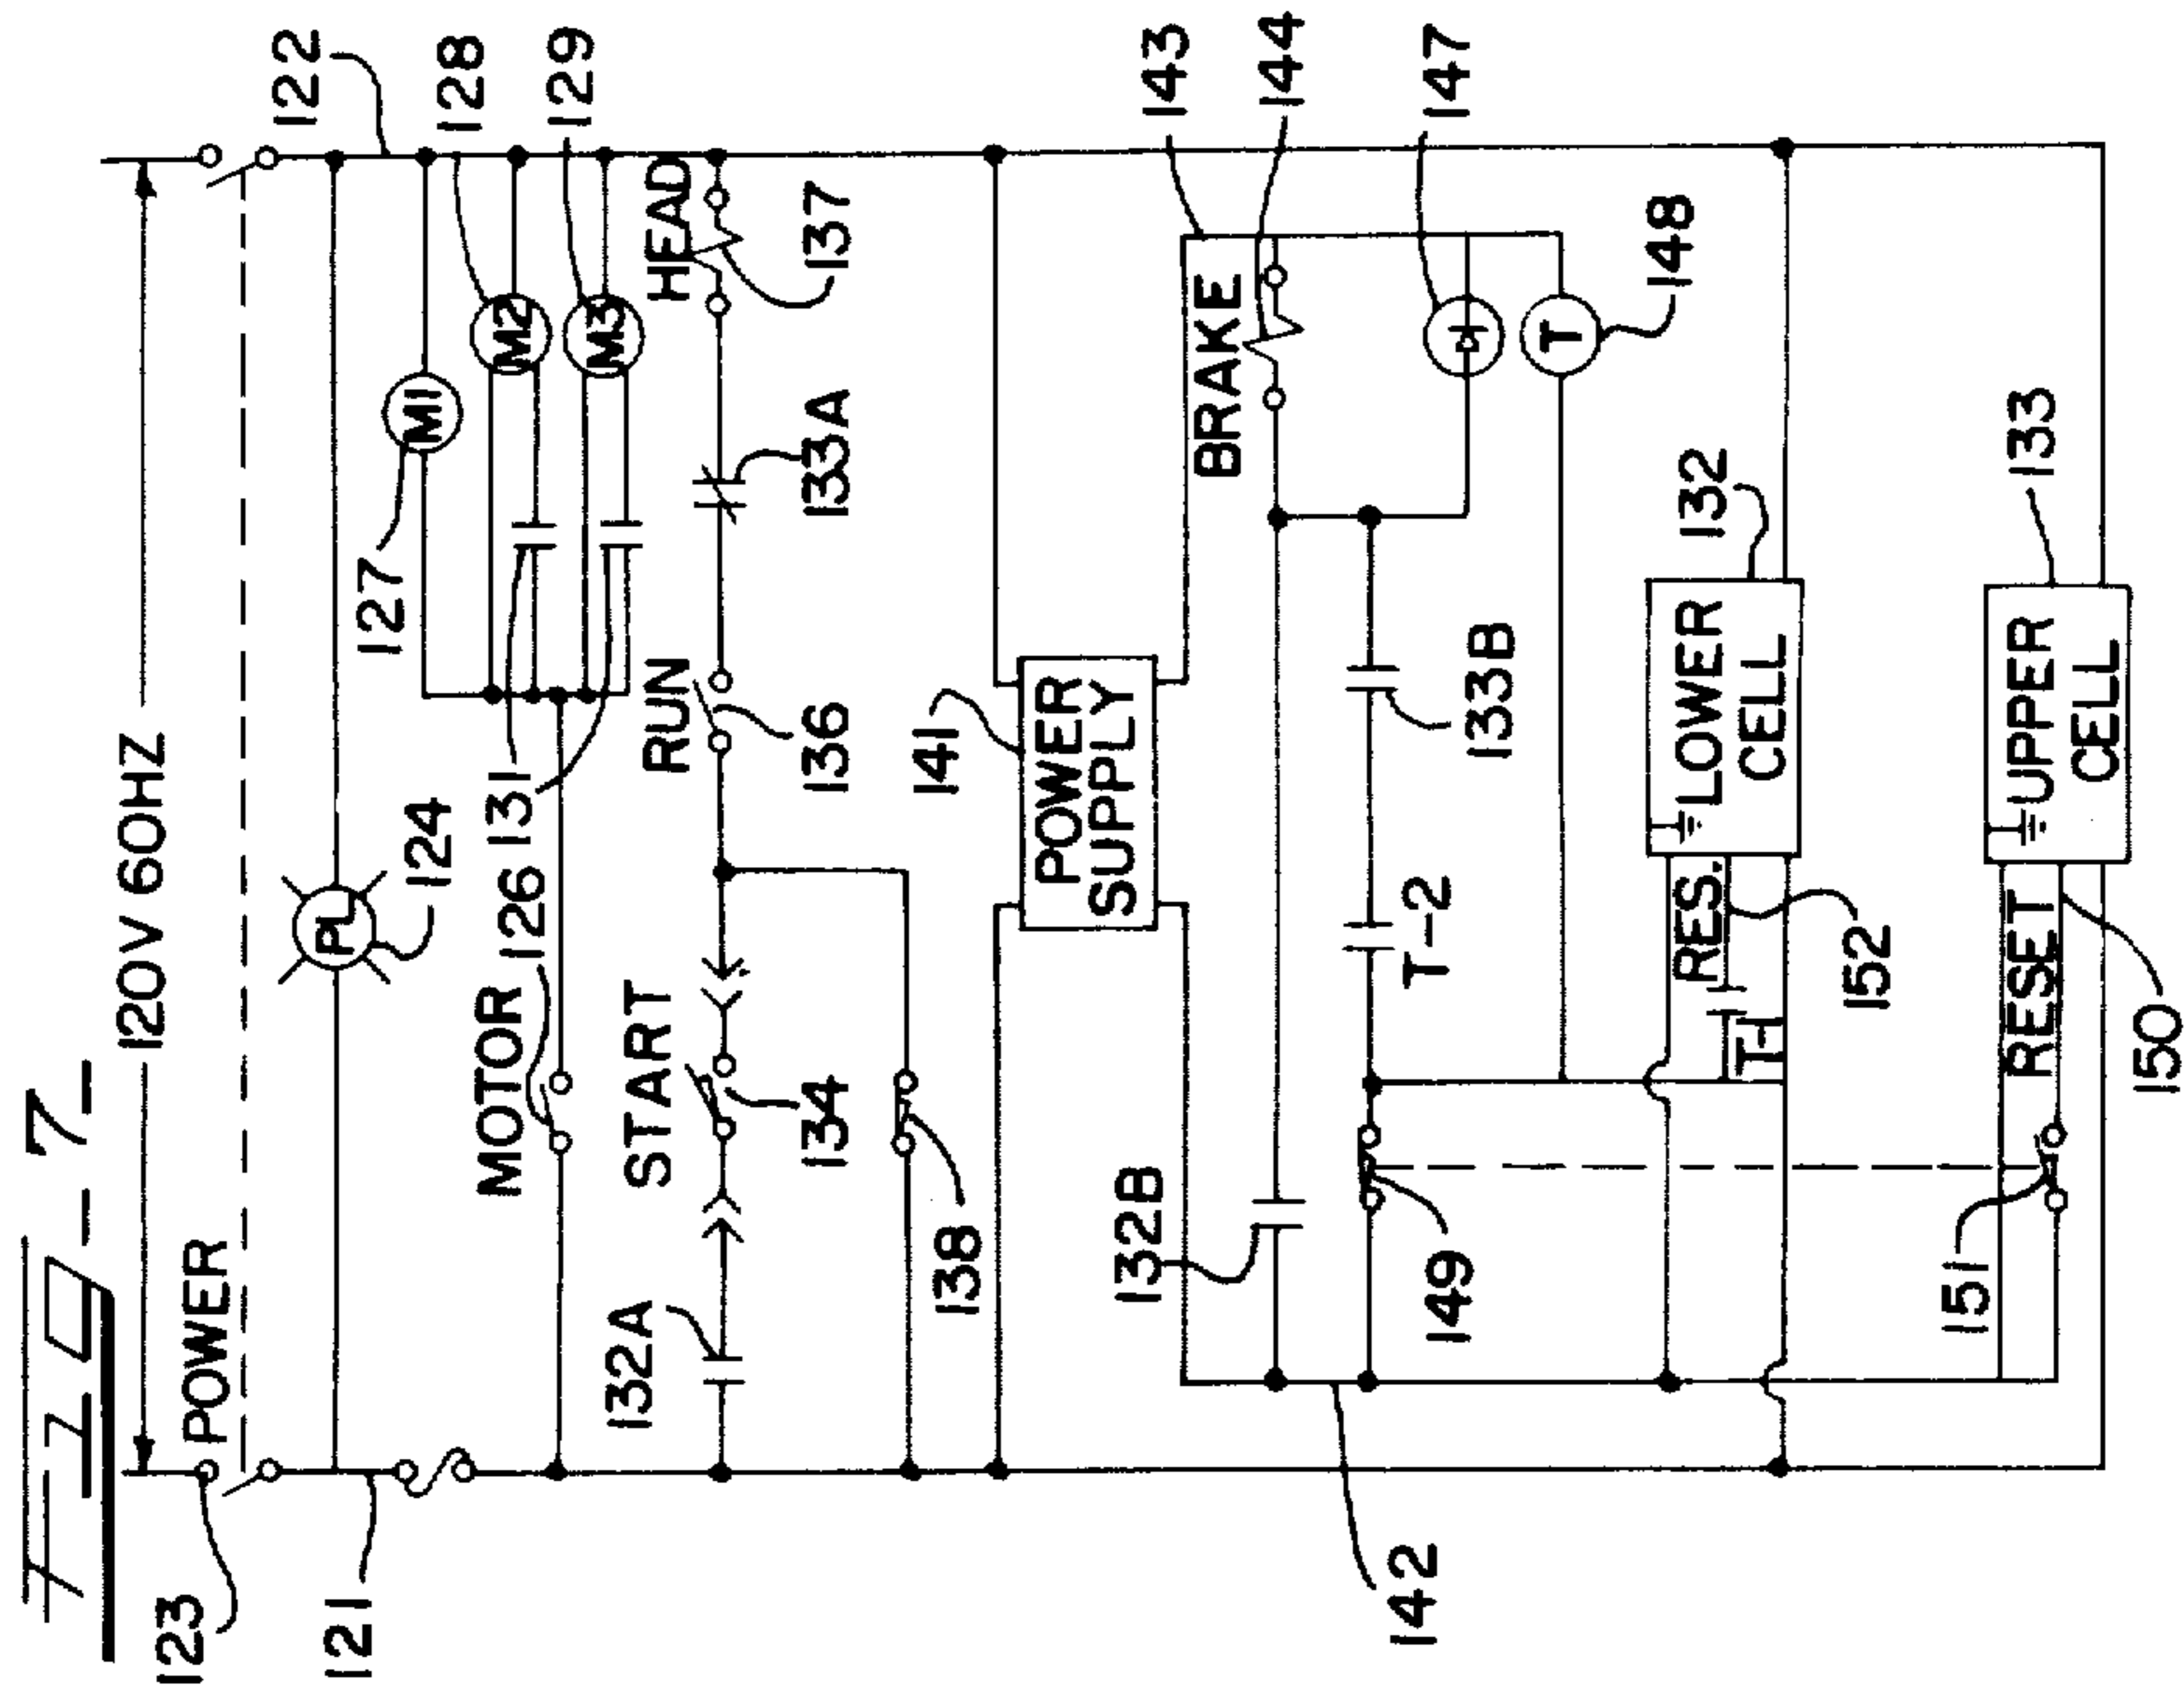 FIG-7
120V 60HZ
123
POWER
122
121
PL
124
127
M1
128
M2
129
M3
131
MOTOR
126
HEAD
137
START
RUN
132A
134
136
133A
138
141
POWER
SUPPLY
143
144
BRAKE
147
132B
142
149
T-2
133B
T
148
RES.
T-1
LOWER
CELL
132
152
RESET
UPPER
CELL
133
151
150